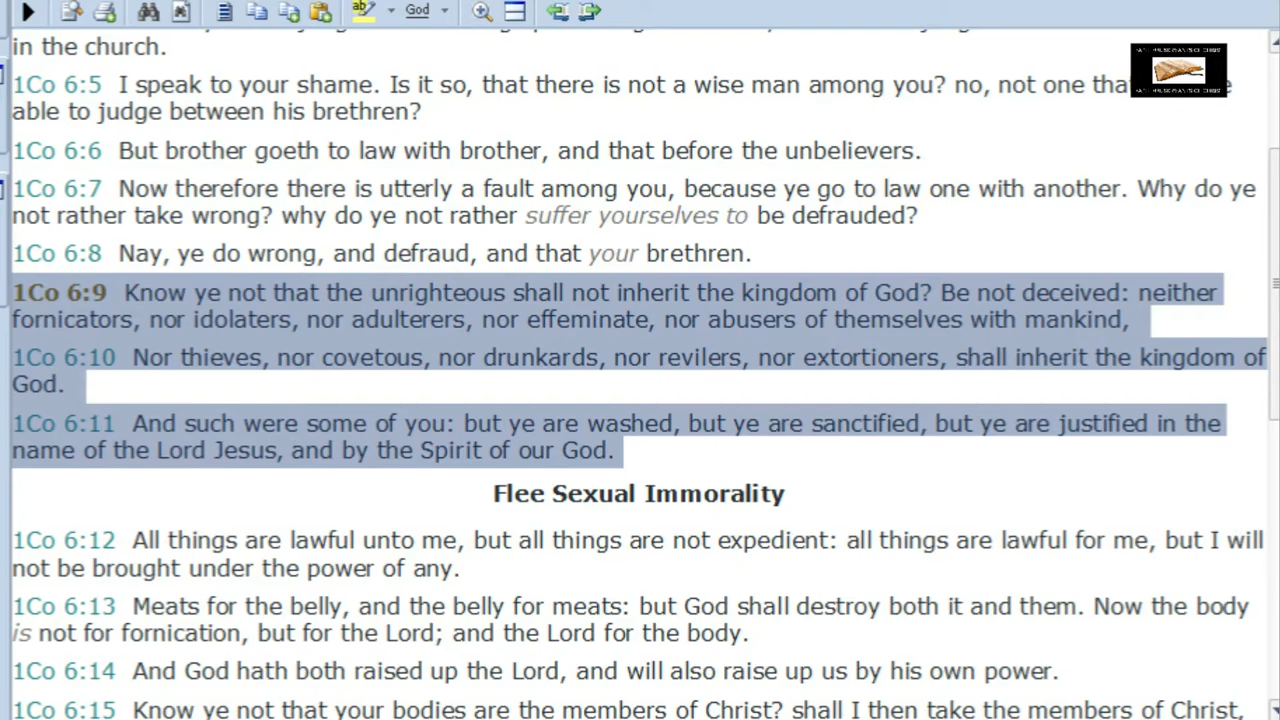 God
in the church.
1Co 6:5 I speak to your shame. Is it so, that there is not a wise man among you? no, not one that
able to judge between his brethren?
1Co 6:6 But brother goeth to law with brother, and that before the unbelievers.
1Co 6:7 Now therefore there is utterly a fault among you, because ye go to law one with another. Why do ye
not rather take wrong? why do ye not rather suffer yourselves to be defrauded?
1Co 6:8 Nay, ye do wrong, and defraud, and that your brethren.
1Co 6:9 Know ye not that the unrighteous shall not inherit the kingdom of God? Be not deceived: neither
fornicators, nor idolaters, nor adulterers, nor effeminate, nor abusers of themselves with mankind,
1Co 6:10 Nor thieves, nor covetous, nor drunkards, nor revilers, nor extortioners, shall inherit the kingdom of
God.
1Co 6:11 And such were some of you: but ye are washed, but ye are sanctified, but ye are justified in the
name of the Lord Jesus, and by the Spirit of our God.
Flee Sexual Immorality
1Co 6:12 All things are lawful unto me, but all things are not expedient: all things are lawful for me, but I will
not be brought under the power of any.
1Co 6:13 Meats for the belly, and the belly for meats: but God shall destroy both it and them. Now the body
is not for fornication, but for the Lord; and the Lord for the body.
1Co 6:14 And God hath both raised up the Lord, and will also raise up us by his own power.
1Co 6:15 Know ye not that your bodies are the members of Christ? shall I then take the members of Christ,